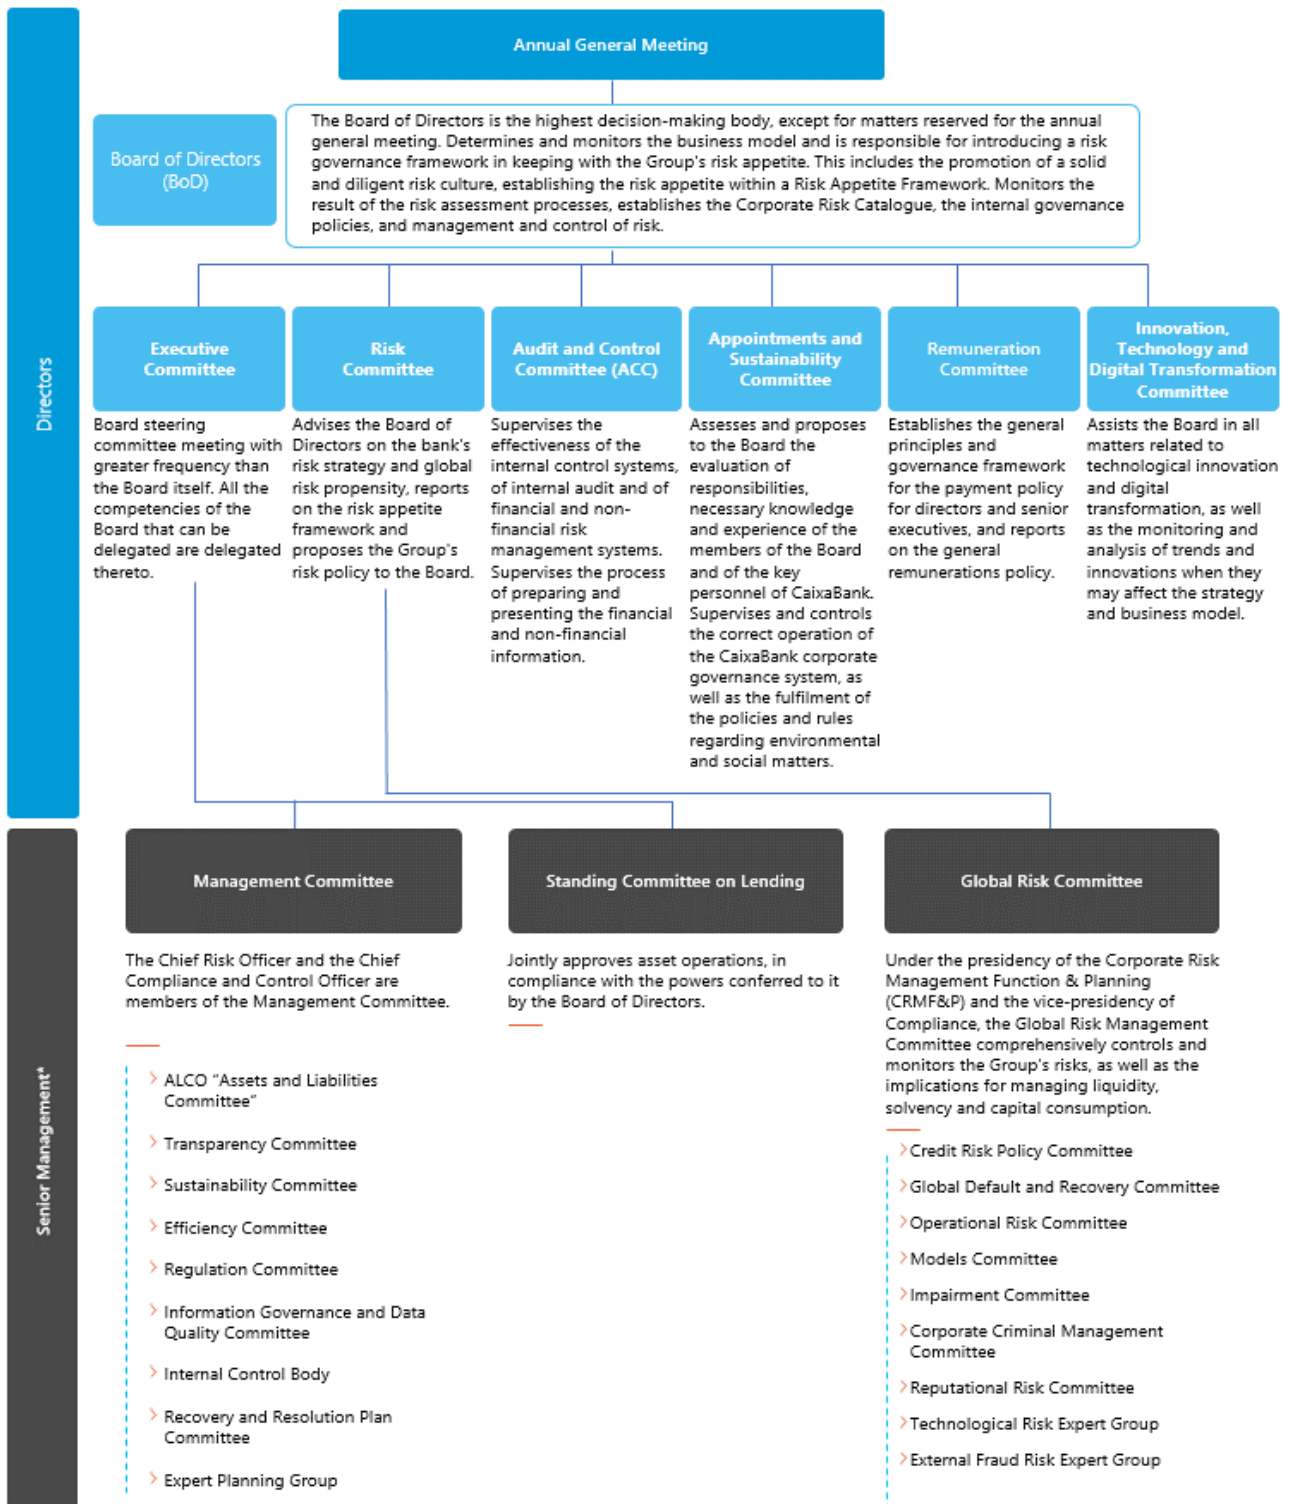 Annual General Meeting
Directors
Board of Directors
(BoD)
The Board of Directors is the highest decision-making body, except for matters reserved for the annual
general meeting. Determines and monitors the business model and is responsible for introducing a risk
governance framework in keeping with the Group's risk appetite. This includes the promotion of a solid
and diligent risk culture, establishing the risk appetite within a Risk Appetite Framework. Monitors the
result of the risk assessment processes, establishes the Corporate Risk Catalogue, the internal governance
policies, and management and control of risk.
Executive
Committee
Board steering
committee meeting with
greater frequency than
the Board itself. All the
competencies of the
Board that can be
delegated are delegated
thereto.
Risk
Committee
Advises the Board of
Directors on the bank's
risk strategy and global
risk propensity, reports
on the risk appetite
framework and
proposes the Group's
risk policy to the Board.
Audit and Control
Committee (ACC)
Supervises the
effectiveness of the
internal control systems,
of internal audit and of
financial and non-
financial risk
management systems.
Supervises the process
of preparing and
presenting the financial
and non-financial
information.
Appointments and
Sustainability
Committee
Assesses and proposes
to the Board the
evaluation of
responsibilities,
necessary knowledge
and experience of the
members of the Board
and of the key
personnel of CaixaBank.
Supervises and controls
the correct operation of
the CaixaBank corporate
governance system, as
well as the fulfilment of
the policies and rules
regarding environmental
and social matters.
Remuneration
Committee
Establishes the general
principles and
governance framework
for the payment policy
for directors and senior
executives, and reports
on the general
remunerations policy.
Innovation,
Technology and
Digital Transformation
Committee
Assists the Board in all
matters related to
technological innovation
and digital
transformation, as well
as the monitoring and
analysis of trends and
innovations when they
may affect the strategy
and business model.
Senior Management*
Management Committee
The Chief Risk Officer and the Chief
Compliance and Control Officer are
members of the Management Committee.
ALCO "Assets and Liabilities
Committee"
Transparency Committee
Sustainability Committee
Efficiency Committee
Regulation Committee
Information Governance and Data
Quality Committee
Internal Control Body
Recovery and Resolution Plan
Committee
Expert Planning Group
Standing Committee on Lending
Jointly approves asset operations, in
compliance with the powers conferred to it
by the Board of Directors.
Global Risk Committee
Under the presidency of the Corporate Risk
Management Function & Planning
(CRMF&P) and the vice-presidency of
Compliance, the Global Risk Management
Committee comprehensively controls and
monitors the Group's risks, as well as the
implications for managing liquidity,
solvency and capital consumption.
Credit Risk Policy Committee
Global Default and Recovery Committee
Operational Risk Committee
Models Committee
Impairment Committee
Corporate Criminal Management
Committee
Reputational Risk Committee
Technological Risk Expert Group
External Fraud Risk Expert Group